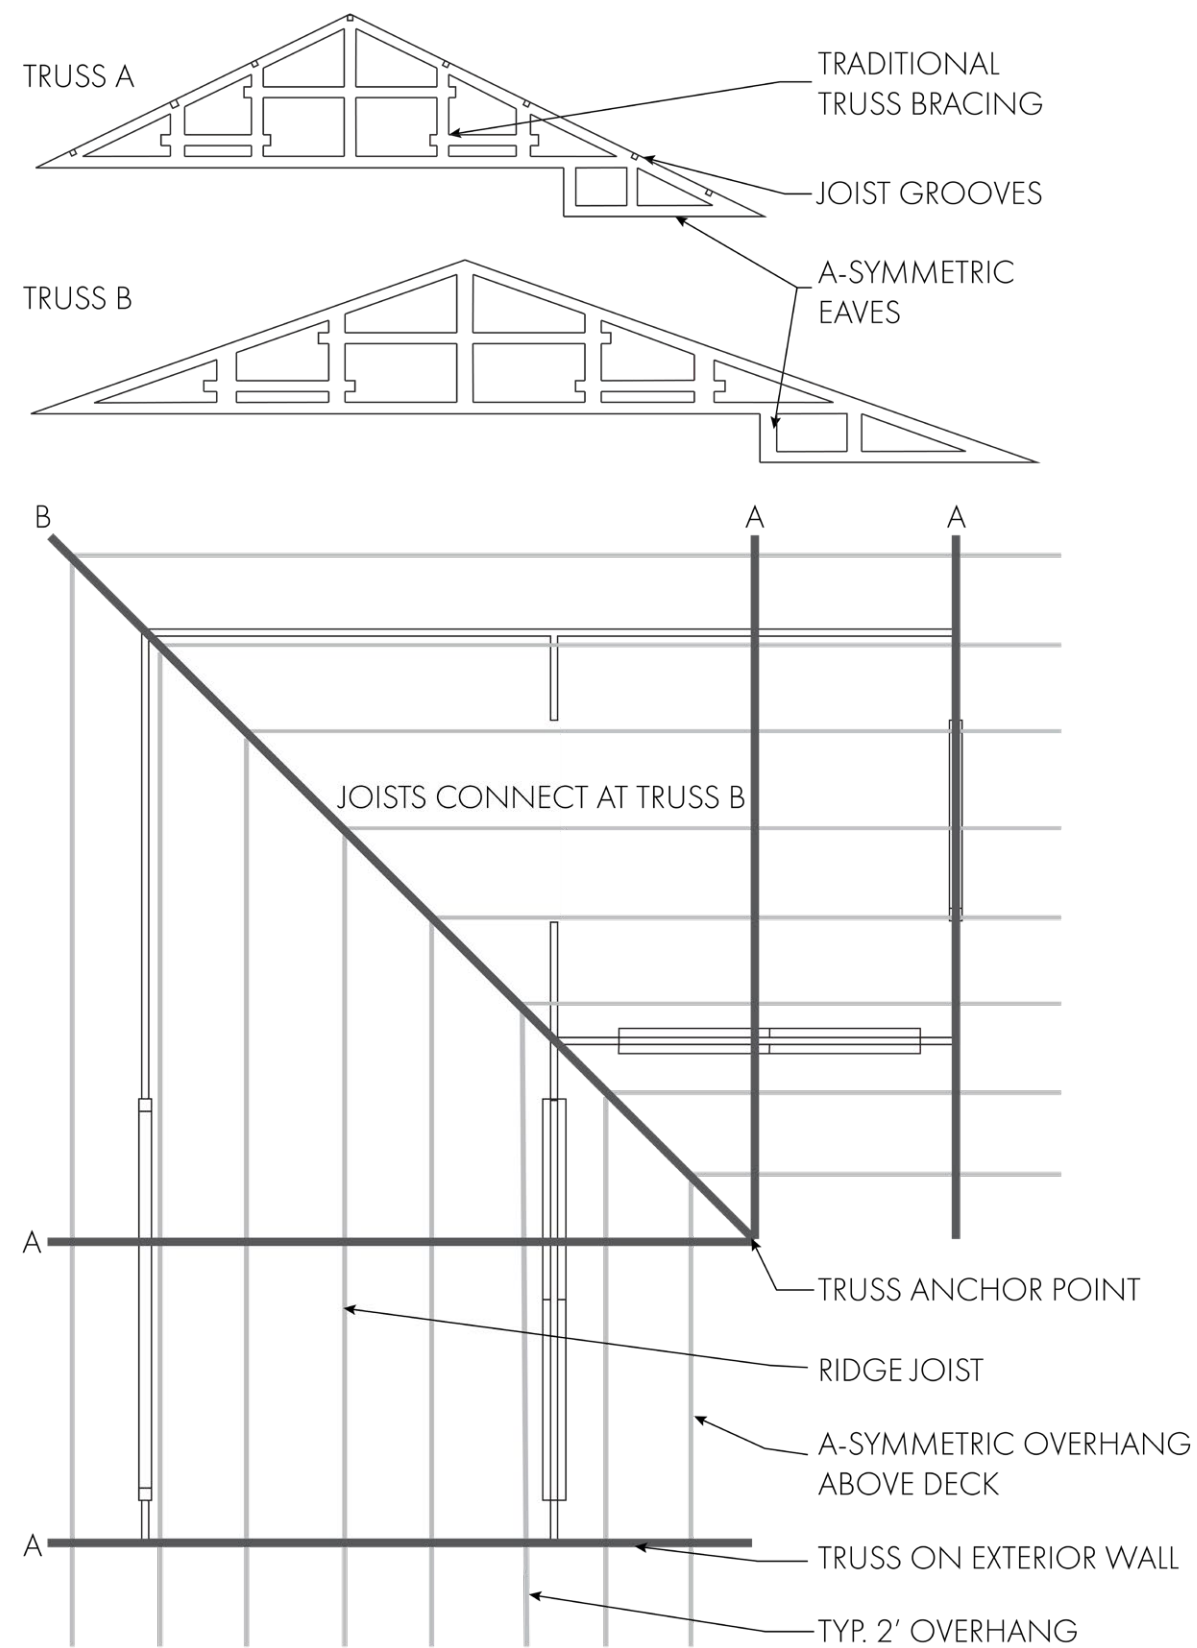 TRUSS A
TRADITIONAL
TRUSS BRACING
JOIST GROOVES
A-SYMMETRIC
EAVES
TRUSS B
B
A
A
JOISTS CONNECT AT TRUSS B
A
TRUSS ANCHOR POINT
RIDGE JOIST
A-SYMMETRIC OVERHANG
ABOVE DECK
A
TRUSS ON EXTERIOR WALL
TYP. 2' OVERHANG